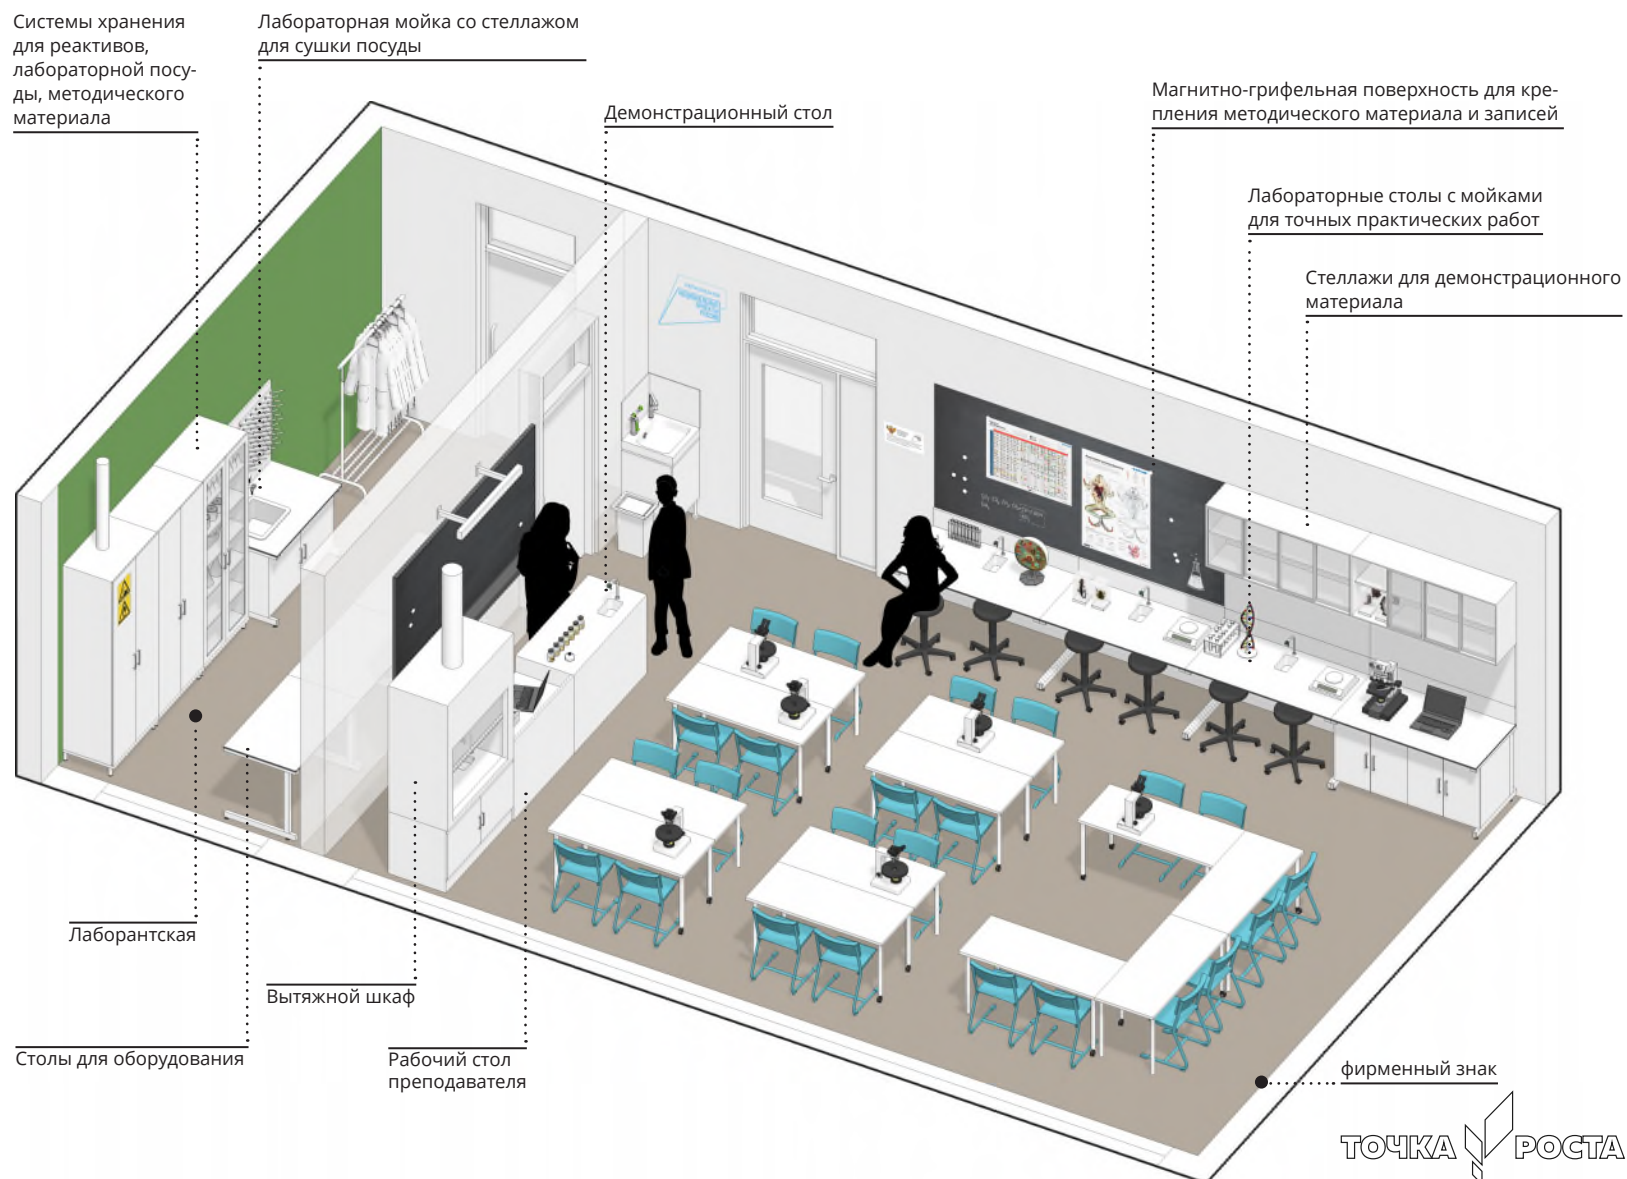 Системы хранения
для реактивов,
лабораторной посу-
ды, методического
материала
Лабораторная мойка со стеллажом
для сушки посуды
Демонстрационный стол
Магнитно-грифельная поверхность для кре-
пления методического материала и записей
Лабораторные столы с мойками
для точных практических работ
Стеллажи для демонстрационного
материала
Лаборантская
Вытяжной шкаф
Столы для оборудования
Рабочий стол
преподавателя
фирменный знак
ТОЧКА РОСТА